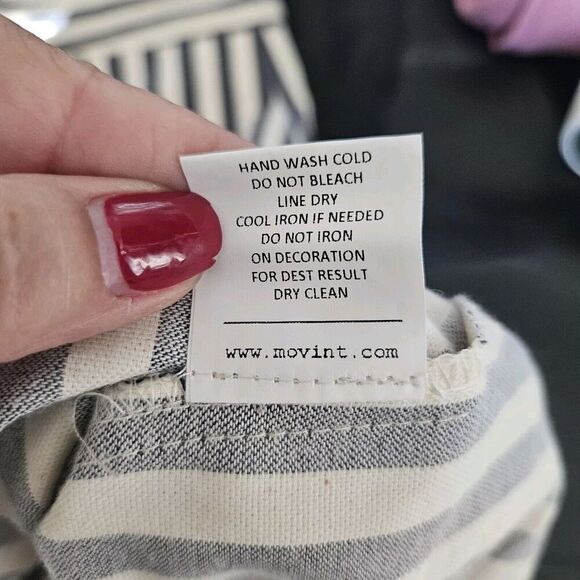 HAND WASH COLD
DO NOT BLEACH
LINE DRY
COOL IRON IF NEEDED
DO NOT IRON
ON DECORATION
FOR DEST RESULT
DRY CLEAN
www.movint.com